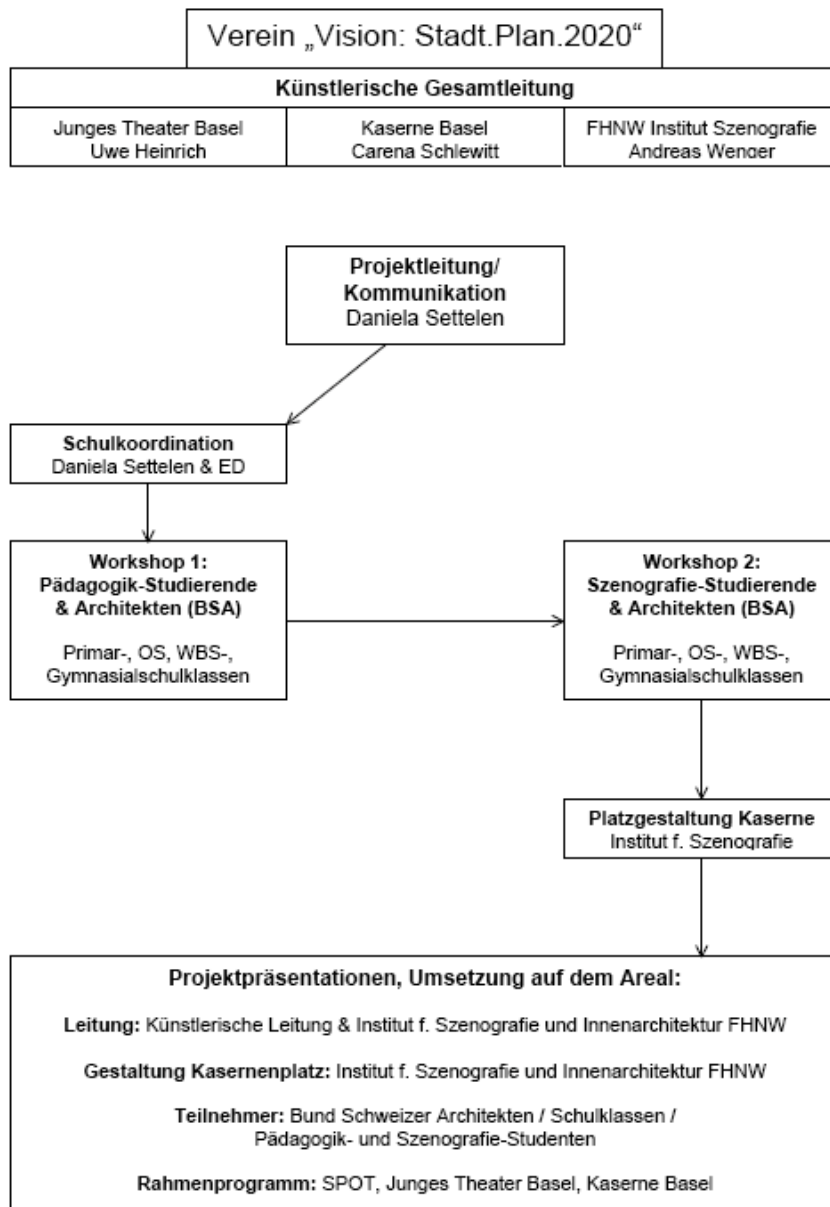 Verein „Vision: Stadt.Plan.2020“
Künstlerische Gesamtleitung
Junges Theater Basel
Uwe Heinrich
Kaserne Basel
Carena Schlewitt
FHNW Institut Szenografie
Andreas Wenger
Projektleitung/
Kommunikation
Daniela Settelen
Schulkoordination
Daniela Settelen & ED
Workshop 1:
Pädagogik-Studierende
& Architekten (BSA)
Primar-, OS, WBS-,
Gymnasialschulklassen
Workshop 2:
Szenografie-Studierende
& Architekten (BSA)
Primar-, OS-, WBS-,
Gymnasialschulklassen
Platzgestaltung Kaserne
Institut f. Szenografie
Projektpräsentationen, Umsetzung auf dem Areal:
Leitung: Künstlerische Leitung & Institut f. Szenografie und Innenarchitektur FHNW
Gestaltung Kasernenplatz: Institut f. Szenografie und Innenarchitektur FHNW
Teilnehmer: Bund Schweizer Architekten / Schulklassen /
Pädagogik- und Szenografie-Studenten
Rahmenprogramm: SPOT, Junges Theater Basel, Kaserne Basel